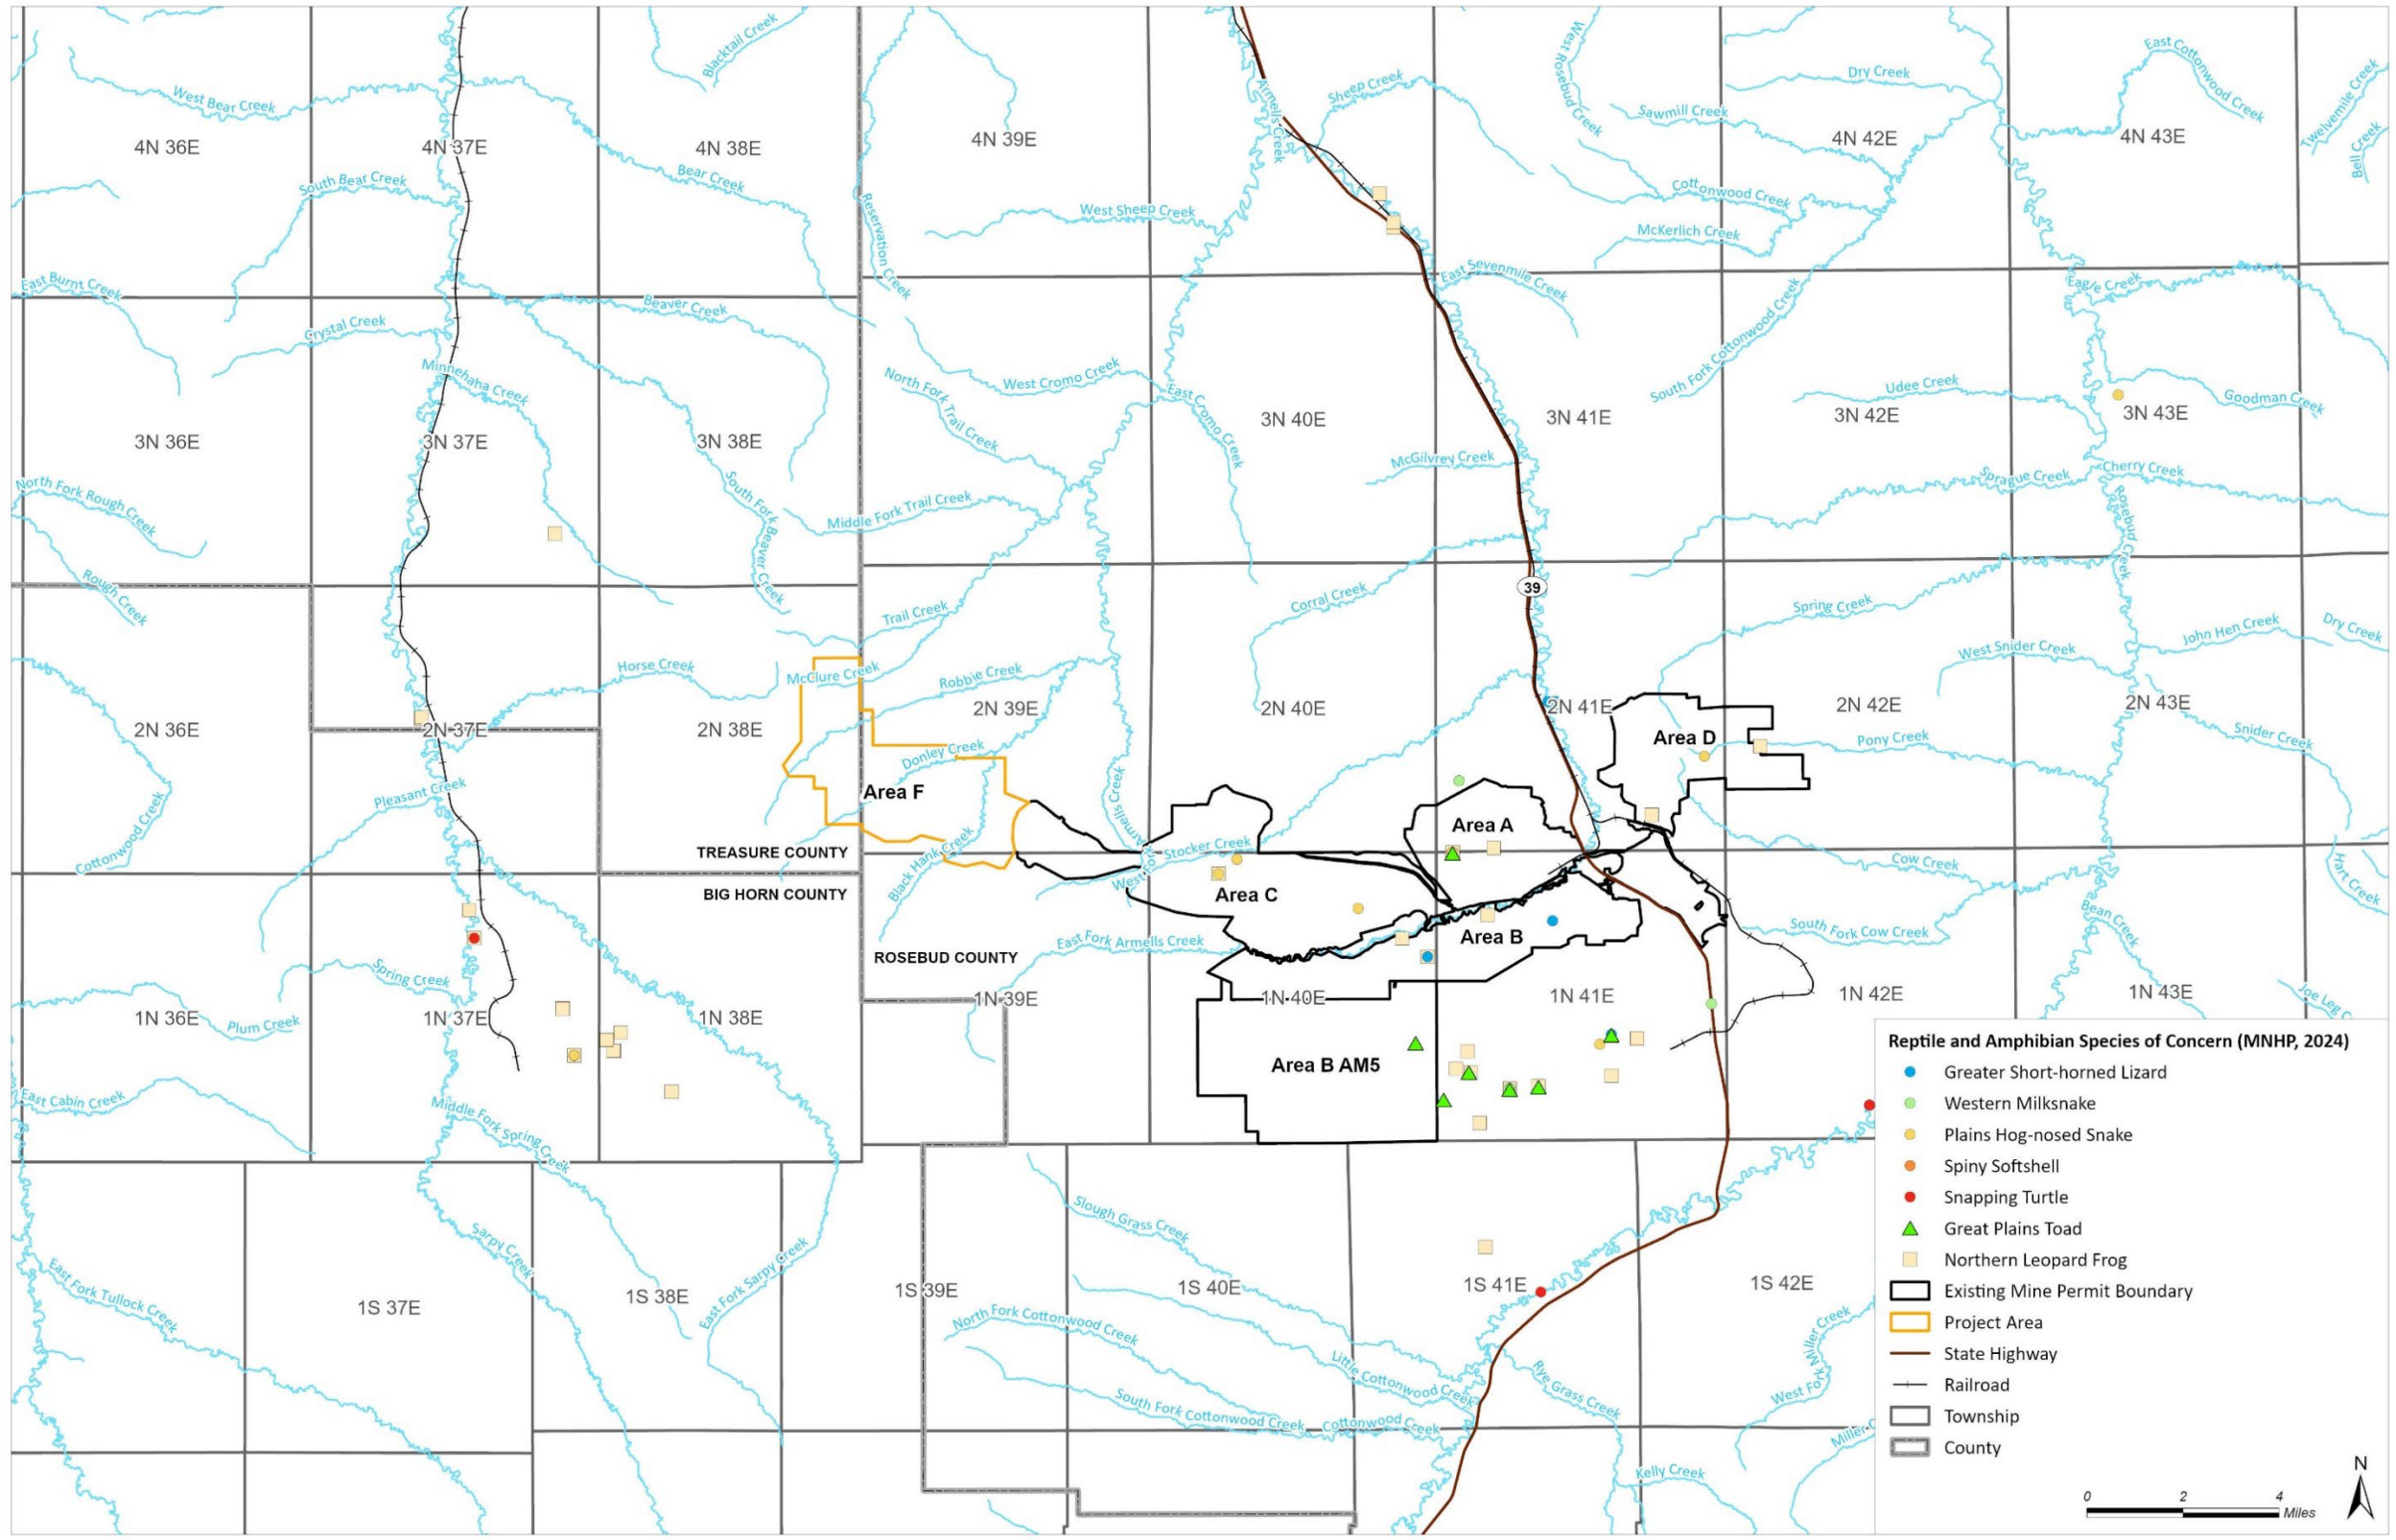 Blacktail Creek
West Rosebud Creek
East Cottonwood Creek
Twelvemile Creek
West Bear Creek
Armells Creek
Sheep Creek
Dry Creek
Sawmill Creek
Bell Creek
4N 36E
4N 37E
4N 38E
4N 39E
4N 42E
4N 43E
South Bear Creek
Bear Creek
Reservation Creek
West Sheep Creek
Cottonwood Creek
McKerlich Creek
East Burnt Creek
Beaver Creek
East Sevenmile Creek
Eagle Creek
Crystal Creek
South Fork Cottonwood Creek
Minnehaha Creek
North Fork Trail Creek
West Cromo Creek
East Cromo Creek
Udee Creek
Goodman Creek
3N 36E
3N 37E
3N 38E
3N 40E
3N 41E
3N 42E
3N 43E
North Fork Rough Creek
South Fork Beaver Creek
Middle Fork Trail Creek
McGilvrey Creek
Sprague Creek
Cherry Creek
Rosebud Creek
Rough Creek
Trail Creek
Corral Creek
39
Spring Creek
John Hen Creek
Dry Creek
Horse Creek
McClure Creek
Robbie Creek
West Snider Creek
2N 36E
2N 37E
2N 38E
2N 39E
2N 40E
2N 41E
2N 42E
2N 43E
Area D
Donley Creek
Pony Creek
Snider Creek
Pleasant Creek
Area F
Armells Creek
Area A
Cottonwood Creek
TREASURE COUNTY
Black Hank Creek
West Fork
Stocker Creek
Cow Creek
Hart Creek
BIG HORN COUNTY
Area C
Bean Creek
South Fork Cow Creek
East Fork Armells Creek
Area B
ROSEBUD COUNTY
Spring Creek
1N 36E
Plum Creek
1N 37E
1N 38E
1N 39E
1N 40E
1N 41E
1N 42E
1N 43E
Joe Leg C
Area B AM5
East Cabin Creek
Middle Fork Spring Creek
Slough Grass Creek
Sarpy Creek
East Fork Sarpy Creek
East Fork Tullock Creek
1S 37E
1S 38E
1S 39E
1S 40E
1S 41E
1S 42E
North Fork Cottonwood Creek
Little Cottonwood Creek
South Fork Cottonwood Creek
Cottonwood Creek
Rye Grass Creek
West Fork Miller Creek
Miller C
Kelly Creek
Reptile and Amphibian Species of Concern (MNHP, 2024)
Greater Short-horned Lizard
Western Milksnake
Plains Hog-nosed Snake
Spiny Softshell
Snapping Turtle
Great Plains Toad
Northern Leopard Frog
Existing Mine Permit Boundary
Project Area
State Highway
Railroad
Township
County
N
0 2 4
Miles